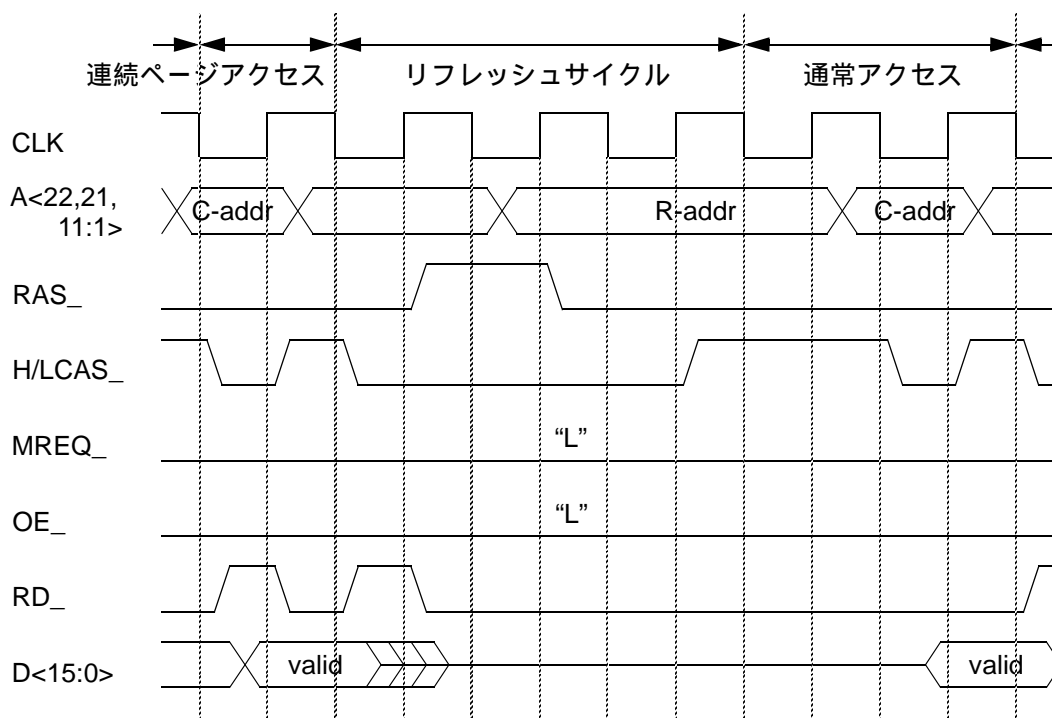 連続ページアクセス リフレッシュサイクル 通常アクセス
CLK
A<22,21, 11:1> C-addr R-addr C-addr
RAS_
H/LCAS_
MREQ_ “L”
OE_ “L”
RD_
D<15:0> valid valid